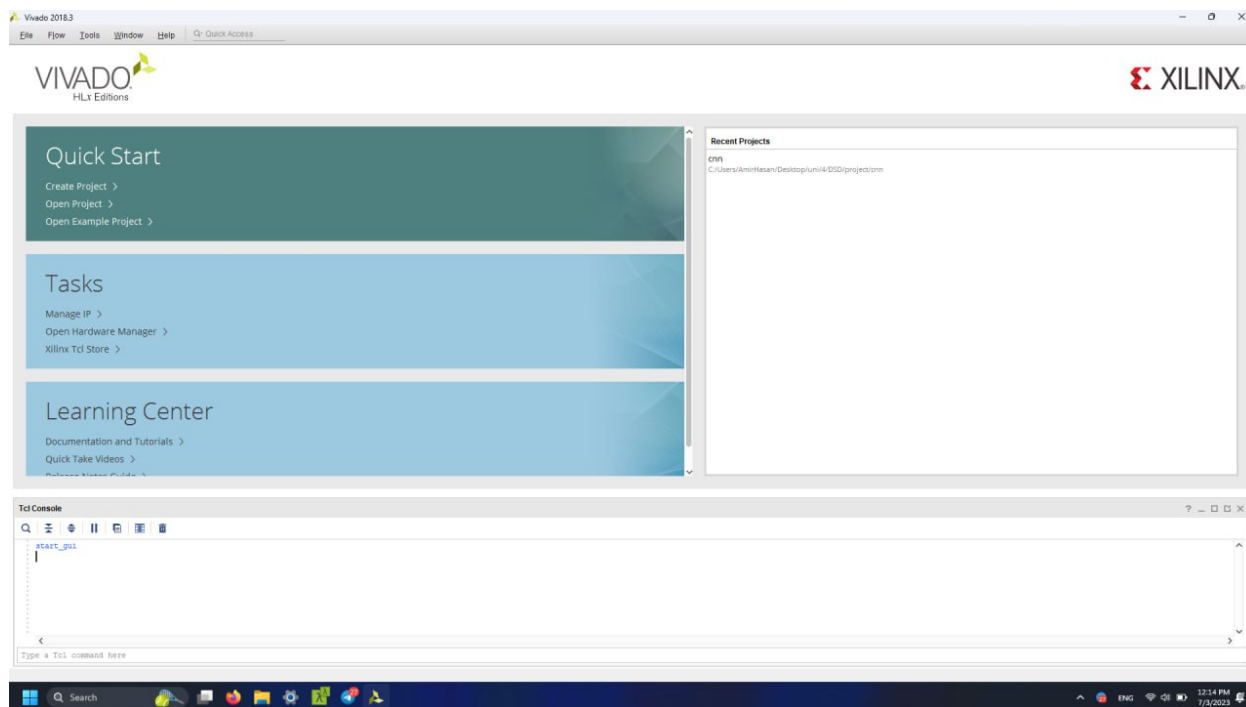 Vivado 2018.3
File Flow Tools Window Help Quick Access
VIVADO.
HLx Editions
XILINX.
Quick Start
Create Project >
Open Project >
Open Example Project >
Tasks
Manage IP >
Open Hardware Manager >
Xilinx Tcl Store >
Learning Center
Documentation and Tutorials >
Quick Take Videos >
Release Notes Guide >
Recent Projects
cnn
C:/Users/AmirHasan/Desktop/uni/4/DSD/project/cnn
Tcl Console
start_gui
Type a Tcl command here
Search
ENG
12:14 PM
7/3/2023